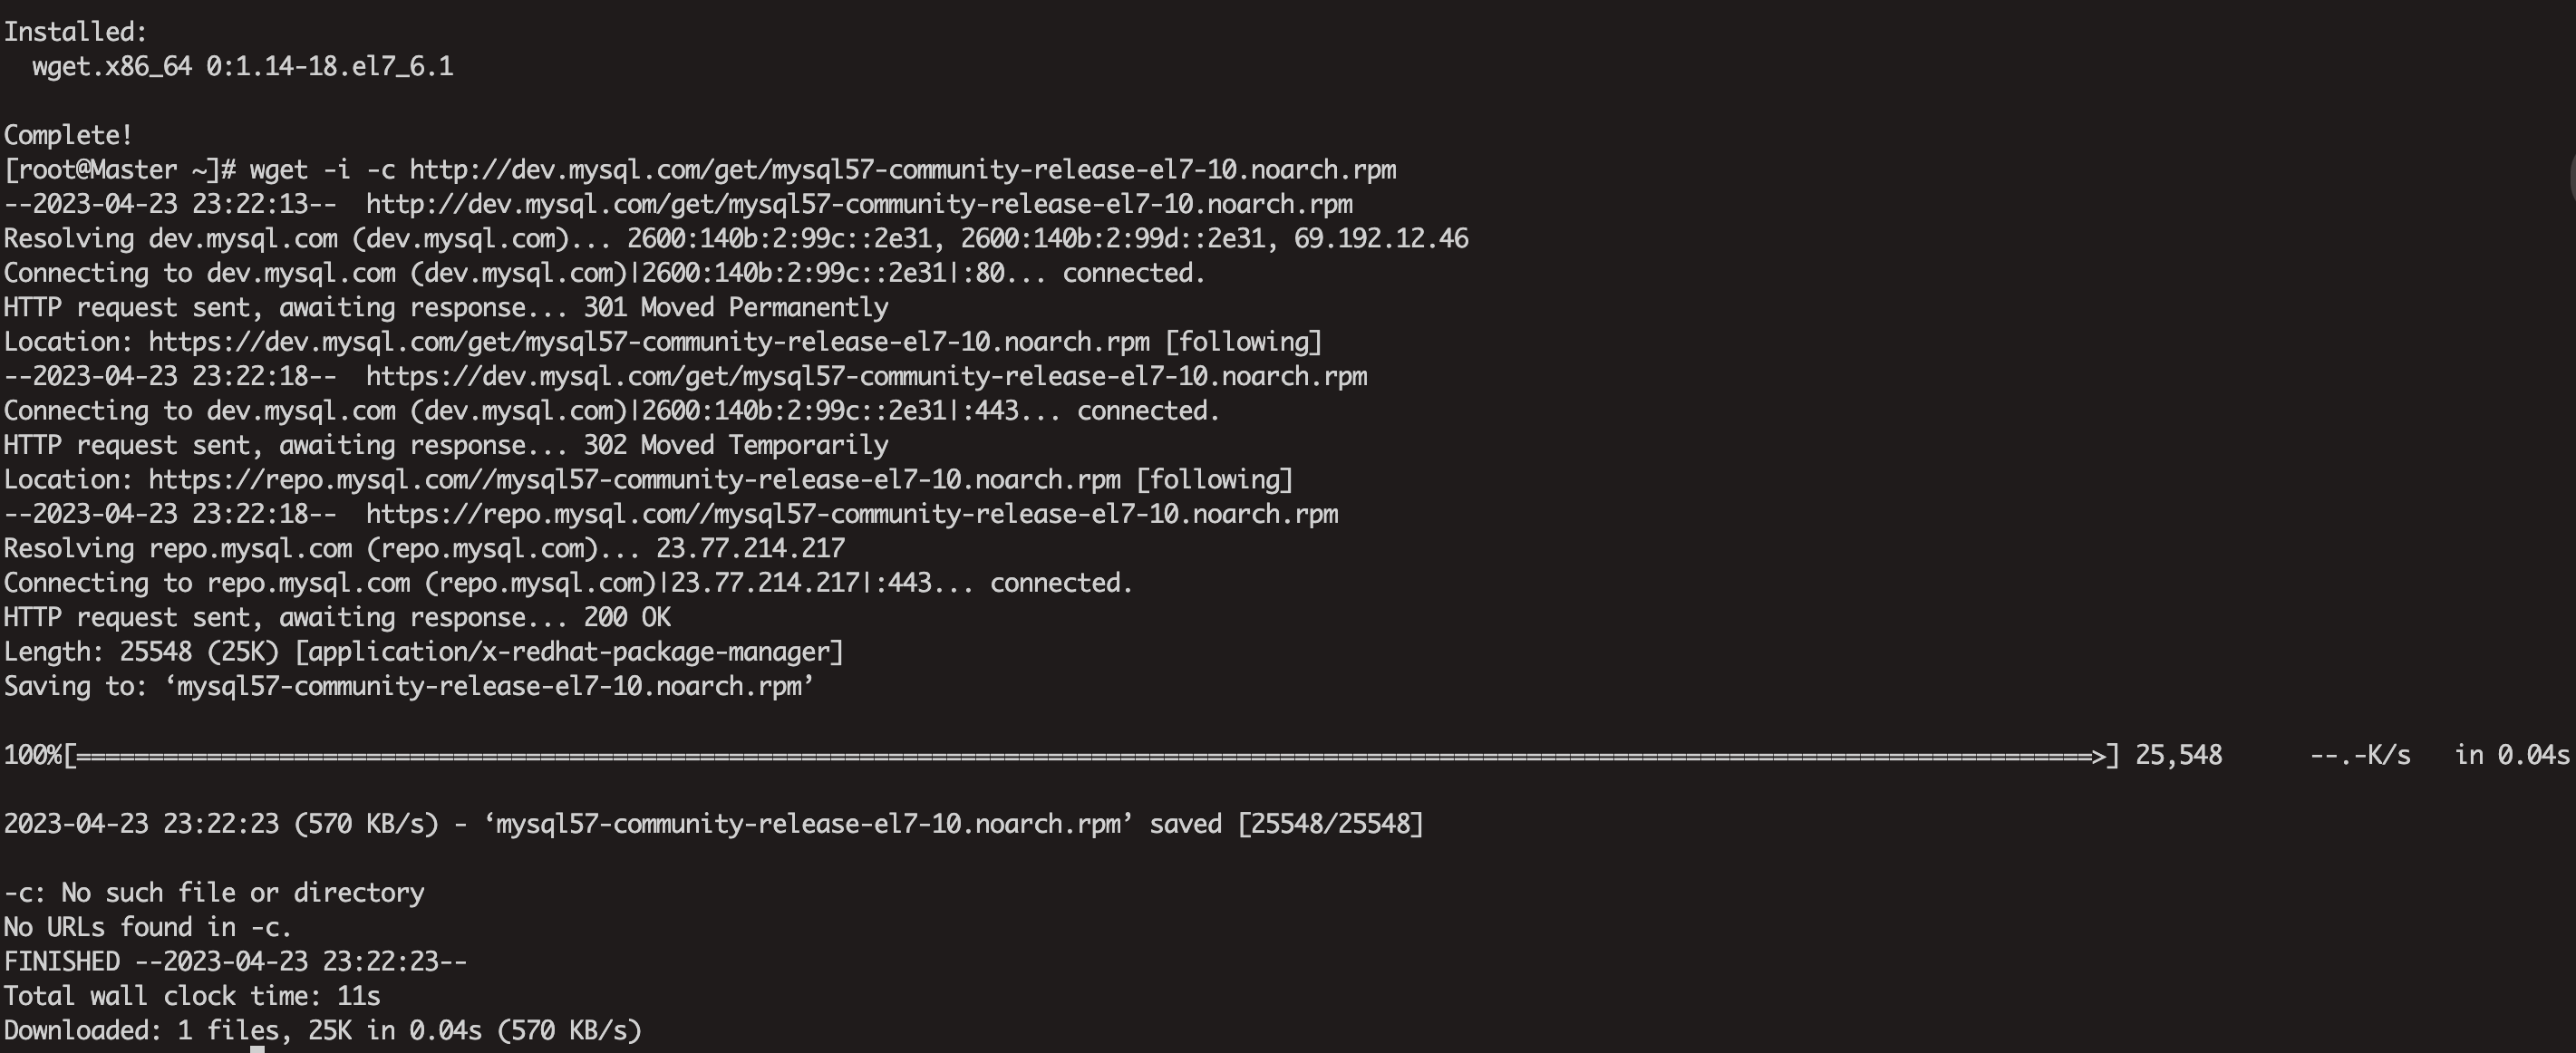 Installed:
  wget.x86_64 0:1.14-18.el7_6.1
Complete!
[root@Master ~]# wget -i -c http://dev.mysql.com/get/mysql57-community-release-el7-10.noarch.rpm
--2023-04-23 23:22:13--  http://dev.mysql.com/get/mysql57-community-release-el7-10.noarch.rpm
Resolving dev.mysql.com (dev.mysql.com)... 2600:140b:2:99c::2e31, 2600:140b:2:99d::2e31, 69.192.12.46
Connecting to dev.mysql.com (dev.mysql.com)|2600:140b:2:99c::2e31|:80... connected.
HTTP request sent, awaiting response... 301 Moved Permanently
Location: https://dev.mysql.com/get/mysql57-community-release-el7-10.noarch.rpm [following]
--2023-04-23 23:22:18--  https://dev.mysql.com/get/mysql57-community-release-el7-10.noarch.rpm
Connecting to dev.mysql.com (dev.mysql.com)|2600:140b:2:99c::2e31|:443... connected.
HTTP request sent, awaiting response... 302 Moved Temporarily
Location: https://repo.mysql.com//mysql57-community-release-el7-10.noarch.rpm [following]
--2023-04-23 23:22:18--  https://repo.mysql.com//mysql57-community-release-el7-10.noarch.rpm
Resolving repo.mysql.com (repo.mysql.com)... 23.77.214.217
Connecting to repo.mysql.com (repo.mysql.com)|23.77.214.217|:443... connected.
HTTP request sent, awaiting response... 200 OK
Length: 25548 (25K) [application/x-redhat-package-manager]
Saving to: ‘mysql57-community-release-el7-10.noarch.rpm’
100%[============================================================================================================================================>] 25,548      --.-K/s   in 0.04s
2023-04-23 23:22:23 (570 KB/s) - ‘mysql57-community-release-el7-10.noarch.rpm’ saved [25548/25548]
-c: No such file or directory
No URLs found in -c.
FINISHED --2023-04-23 23:22:23--
Total wall clock time: 11s
Downloaded: 1 files, 25K in 0.04s (570 KB/s)